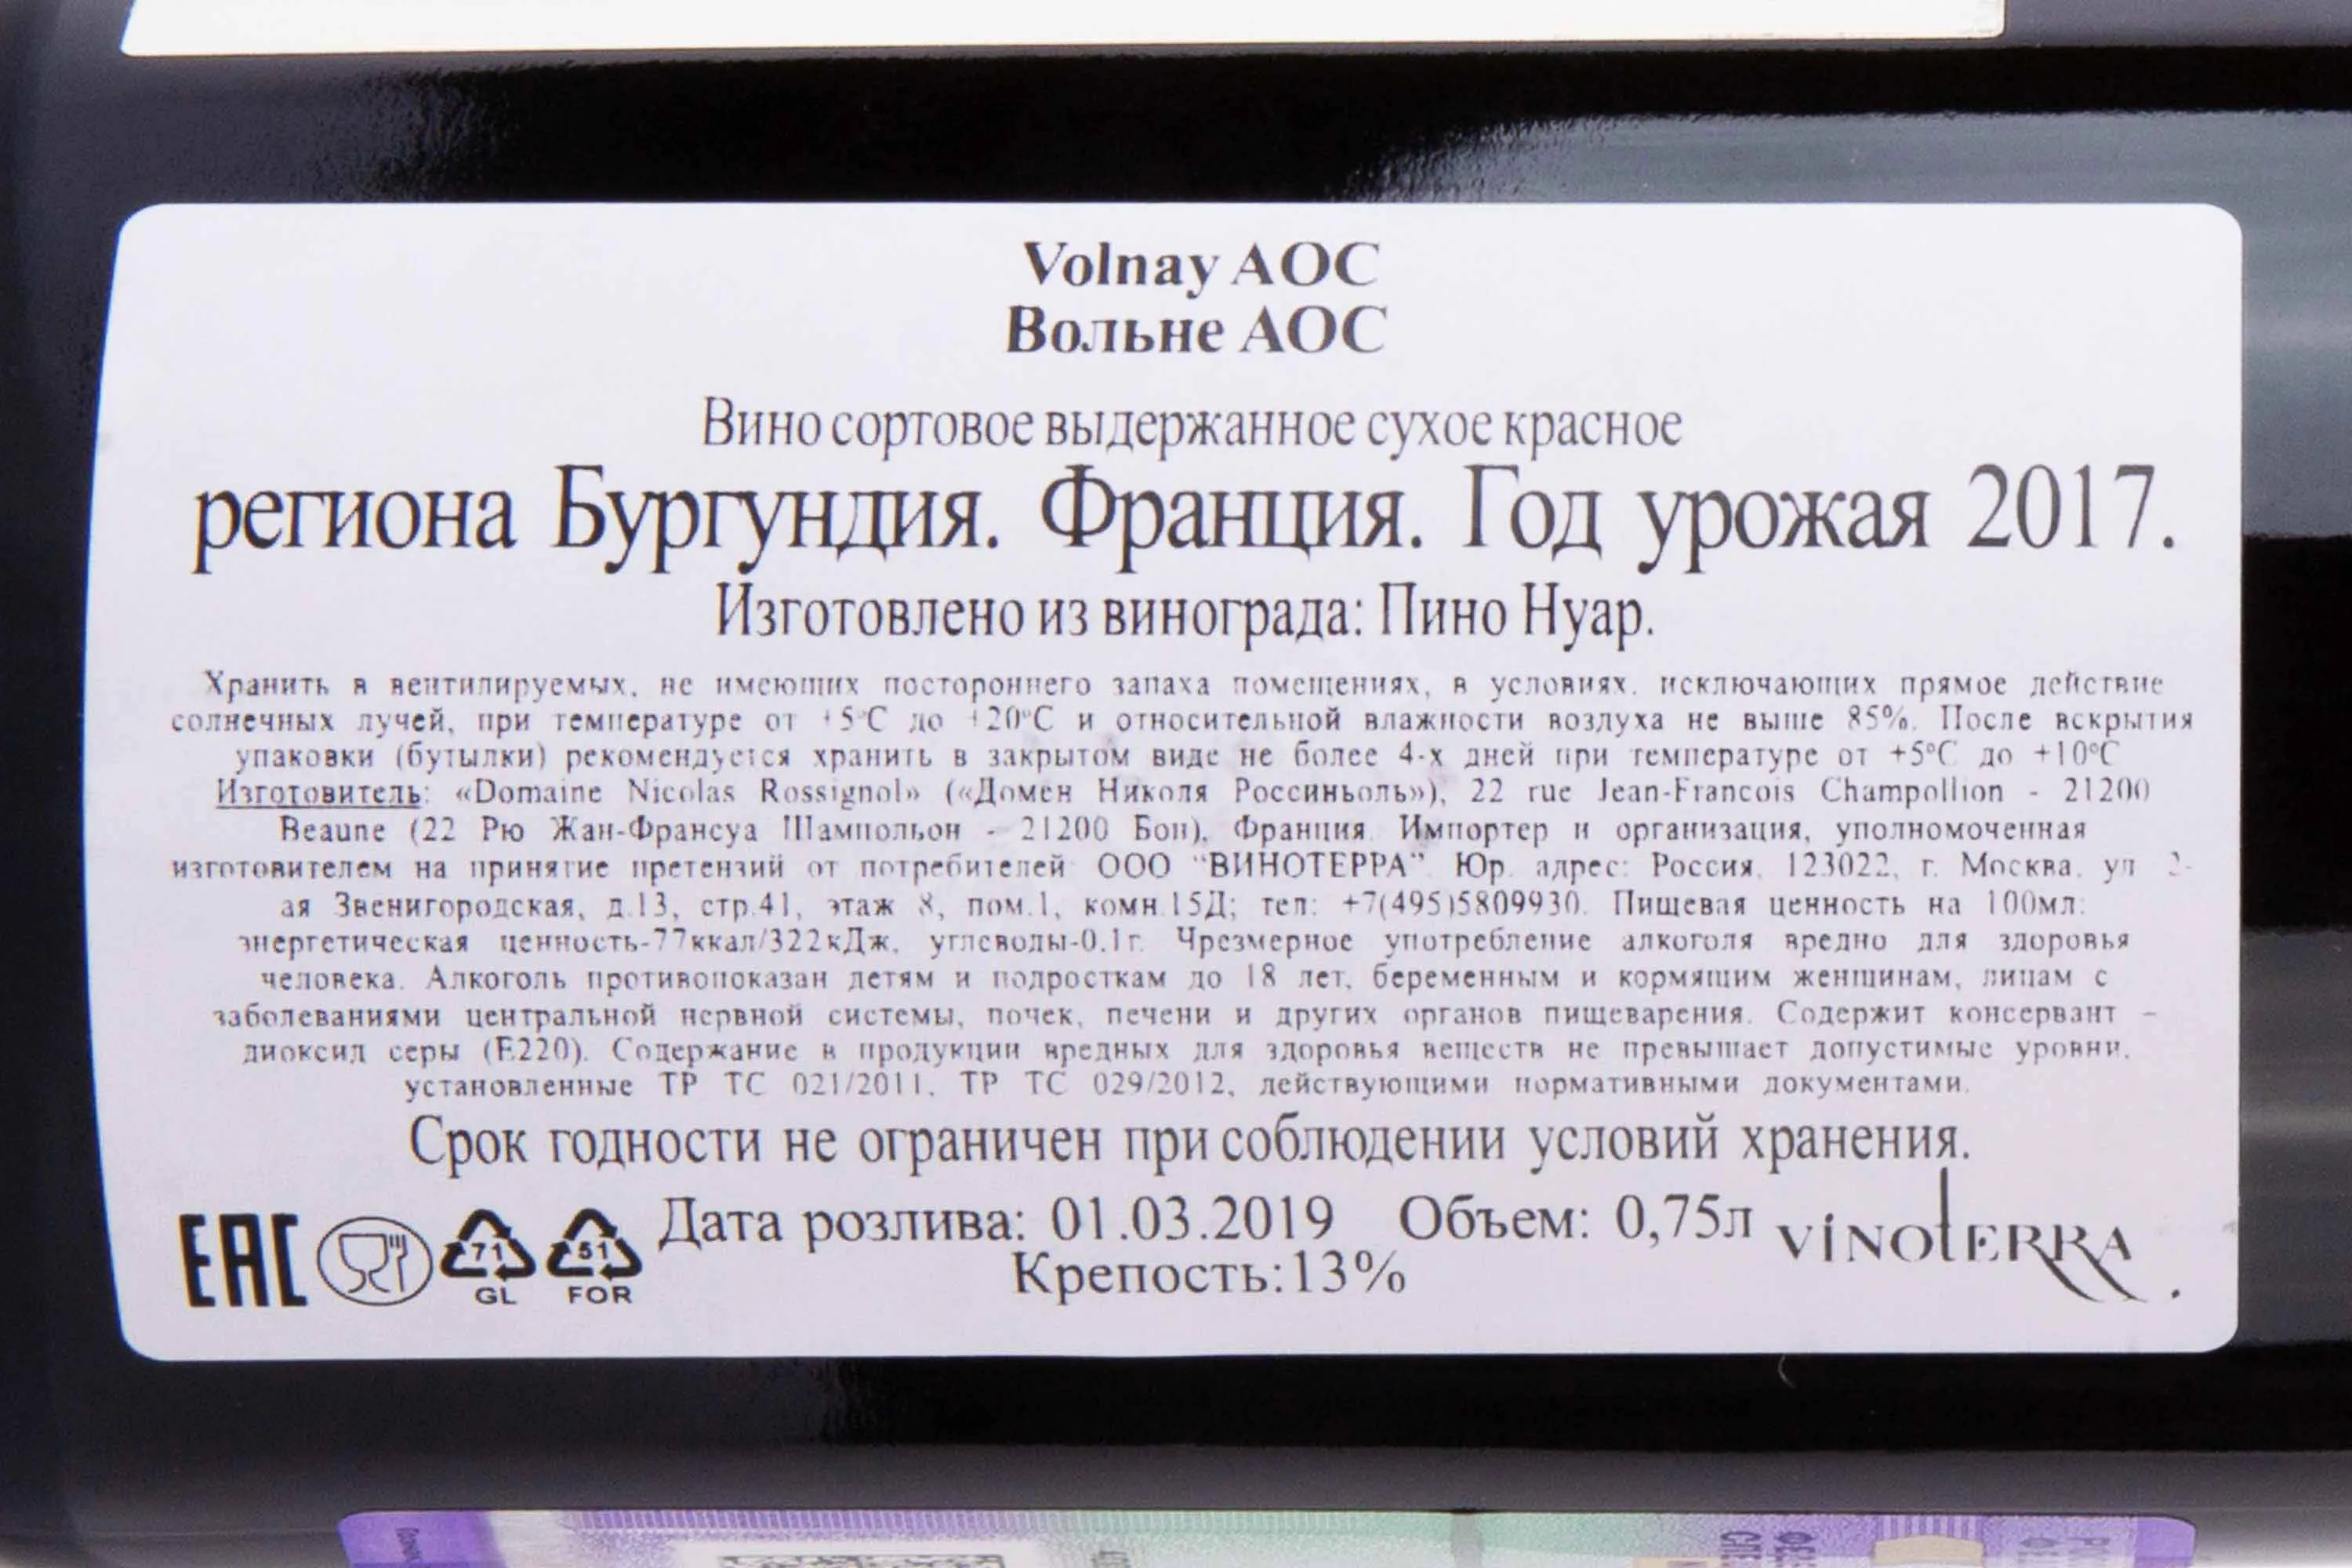 Volnay AOC
Вольне AOC
Вино сортовое выдержанное сухое красное
региона Бургундия. Франция. Год урожая 2017.
Изготовлено из винограда: Пино Нуар.
Хранить в вентилируемых, не имеющих постороннего запаха помещениях, в условиях, исключающих прямое действие
солнечных лучей, при температуре от +5°C до +20°C и относительной влажности воздуха не выше 85%. После вскрытия
упаковки (бутылки) рекомендуется хранить в закрытом виде не более 4-х дней при температуре от +5°C до +10°C
Изготовитель: «Domaine Nicolas Rossignol» («Домен Николя Россиньоль»), 22 rue Jean-Francois Champollion - 21200
Beaune (22 Рю Жан-Франсуа Шампольон - 21200 Бон), Франция. Импортер и организация, уполномоченная
изготовителем на принятие претензий от потребителей ООО "ВИНОТЕРРА". Юр. адрес: Россия, 123022, г. Москва, ул 2-
ая Звенигородская, д.13, стр.41, этаж 8, пом.1, комн.15Д; тел: +7(495)5809930. Пищевая ценность на 100мл:
энергетическая ценность-77ккал/322кДж, углеводы-0.1г. Чрезмерное употребление алкоголя вредно для здоровья
человека. Алкоголь противопоказан детям и подросткам до 18 лет, беременным и кормящим женщинам, лицам с
заболеваниями центральной нервной системы, почек, печени и других органов пищеварения. Содержит консервант –
диоксид серы (E220). Содержание в продукции вредных для здоровья веществ не превышает допустимые уровни,
установленные ТР ТС 021/2011, ТР ТС 029/2012, действующими нормативными документами.
Срок годности не ограничен при соблюдении условий хранения.
Дата розлива: 01.03.2019 Объем: 0,75л
Крепость:13%
EAC
71
GL
51
FOR
VINOTERRA